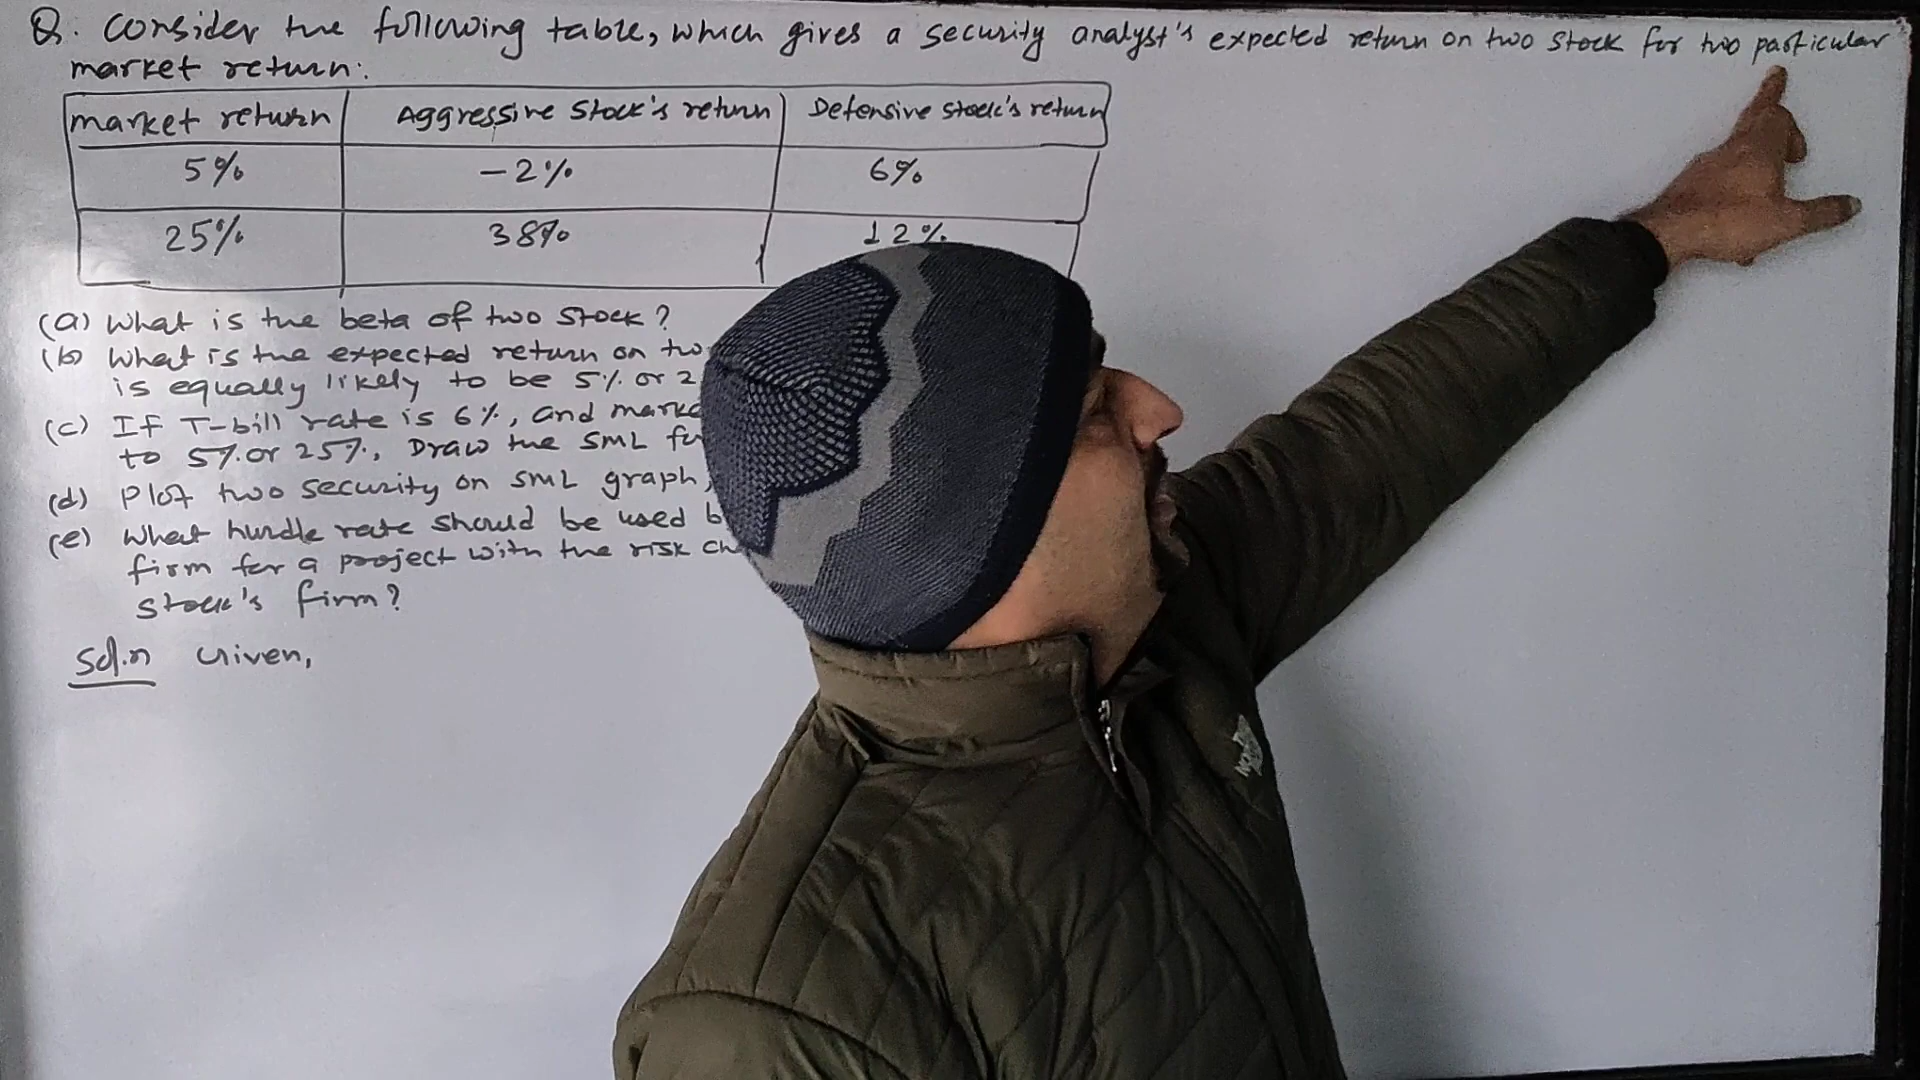 Q. Consider the following table, which gives a security analyst's expected return on two stock for two particular
market return:
market return Aggressive Stock's return Defensive stock's return
5% -2% 6%
25% 38% 12%
(a) What is the beta of two stock?
(b) What is the expected return on
is equally likely to be 5% or
(c) If T-bill rate is 6%, and
to 5% or 25%, Draw the SML
(d) Plot two security on SML graph,
(e) What hurdle rate should be used
firm for a project with the risk
stock's firm?
Sol.n Given,